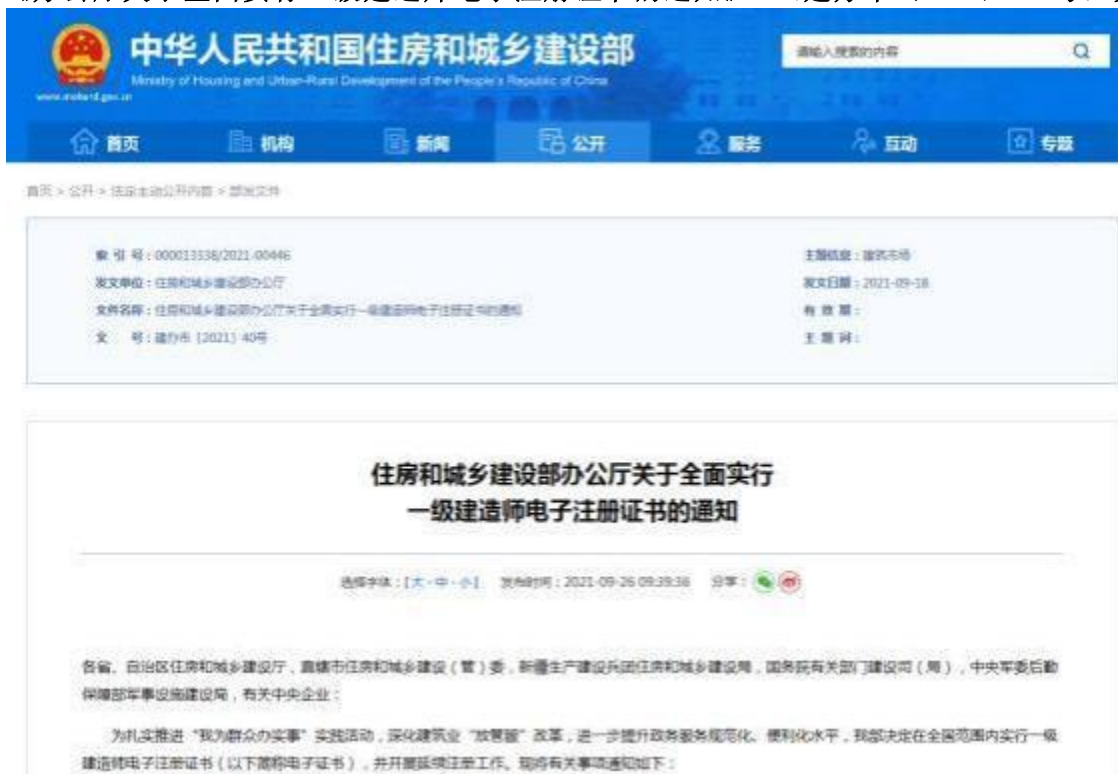 中华人民共和国住房和城乡建设部
Ministry of Housing and Urban-Rural Development of the People's Republic of China
www.mohurd.gov.cn
请输入搜索的内容
首页 机构 新闻 公开 服务 互动 专题
首页 > 公开 > 法定主动公开内容 > 部发文件
索 引 号：000013338/2021-00446 主题信息：建筑市场
发文单位：住房和城乡建设部办公厅 发文日期：2021-09-18
文件名称：住房和城乡建设部办公厅关于全面实行一级建造师电子注册证书的通知 有 效 期：
文 号：建办市〔2021〕40号 主 题 词：
住房和城乡建设部办公厅关于全面实行
一级建造师电子注册证书的通知
选择字体：[大-中-小] 发布时间：2021-09-26 09:39:36 分享：
各省、自治区住房和城乡建设厅，直辖市住房和城乡建设（管）委，新疆生产建设兵团住房和城乡建设局，国务院有关部门建设司（局），中央军委后勤
保障部军事设施建设局，有关中央企业：
为扎实推进“我为群众办实事”实践活动，深化建筑业“放管服”改革，进一步提升政务服务规范化、便利化水平，我部决定在全国范围内实行一级
建造师电子注册证书（以下简称电子证书），并开展延续注册工作。现将有关事项通知如下：